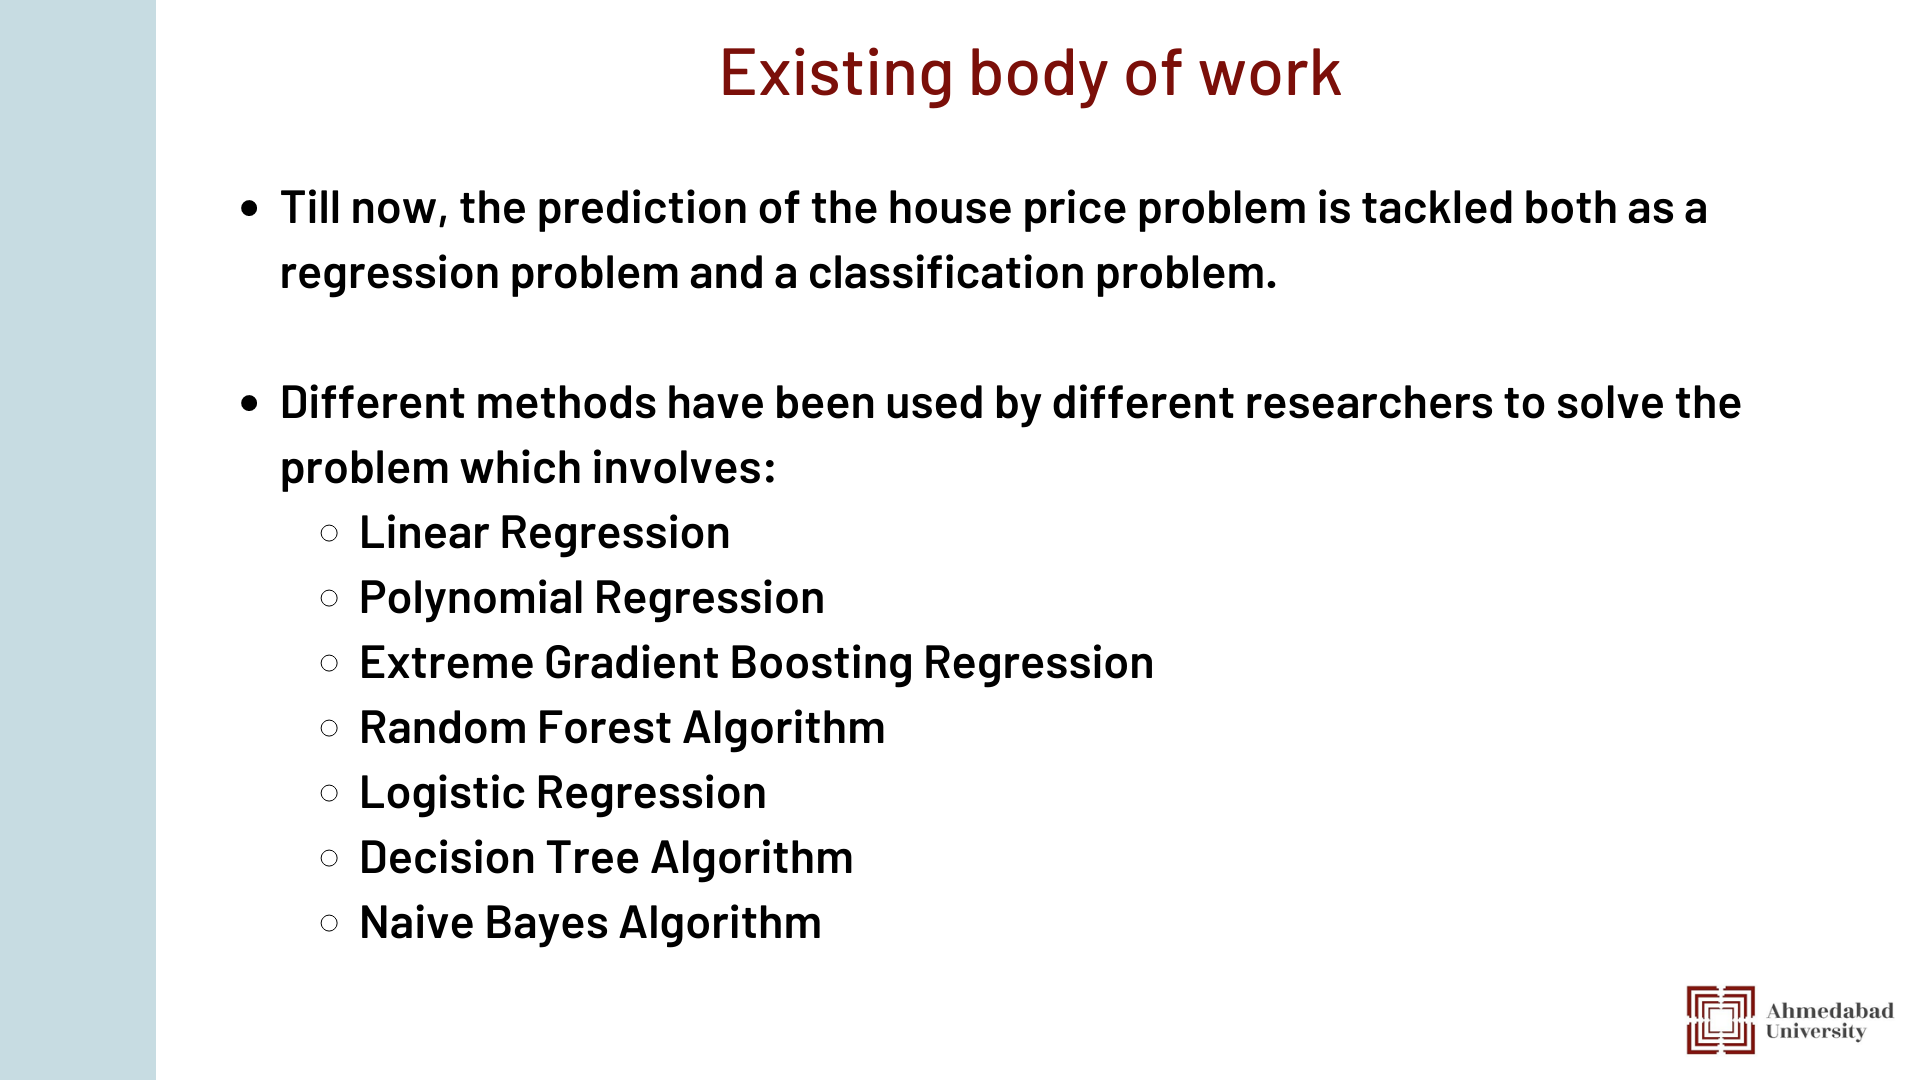 Existing body of work
• Till now, the prediction of the house price problem is tackled both as a
regression problem and a classification problem.
• Different methods have been used by different researchers to solve the
problem which involves:
○ Linear Regression
○ Polynomial Regression
○ Extreme Gradient Boosting Regression
○ Random Forest Algorithm
○ Logistic Regression
○ Decision Tree Algorithm
○ Naive Bayes Algorithm
Ahmedabad
University